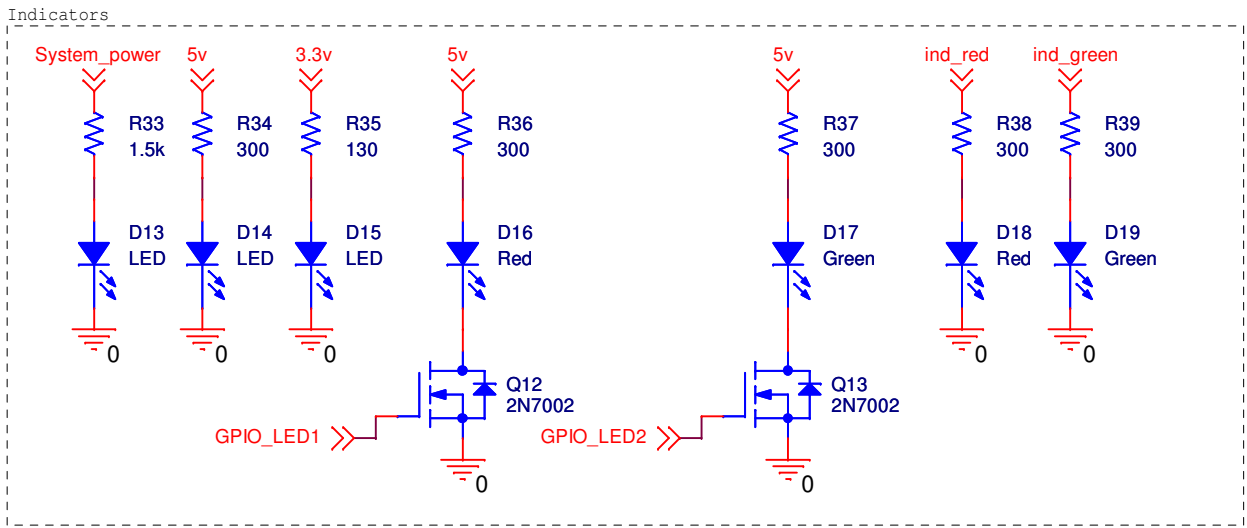 Indicators
System_power 5v 3.3v 5v 5v ind_red ind_green
R33 R34 R35 R36 R37 R38 R39
1.5k 300 130 300 300 300 300
D13 D14 D15 D16 D17 D18 D19
LED LED LED Red Green Red Green
0 0 0 0 0
Q12 Q13
2N7002 2N7002
GPIO_LED1 GPIO_LED2
0 0